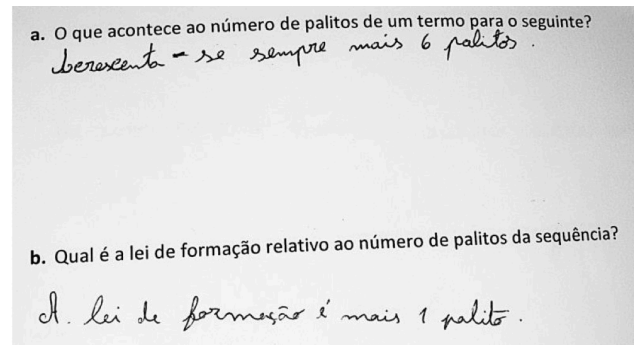 a. O que acontece ao número de palitos de um termo para o seguinte?
Cerescenta - se sempre mais 6 palitos.
b. Qual é a lei de formação relativo ao número de palitos da sequência?
A. lei de formação é mais 1 palito.